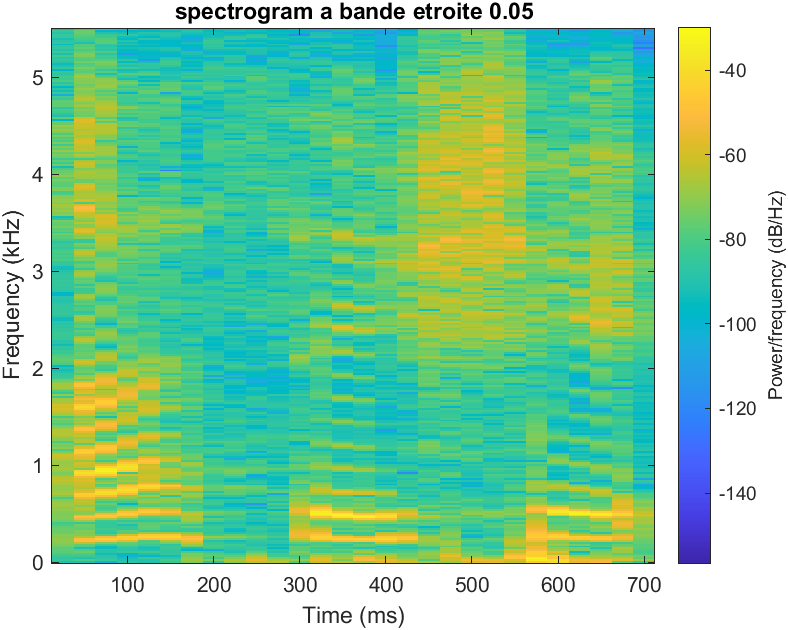 spectrogram a bande etroite 0.05
5
4
3
2
1
0
Frequency (kHz)
100 200 300 400 500 600 700
Time (ms)
-40
-60
-80
-100
-120
-140
Power/frequency (dB/Hz)